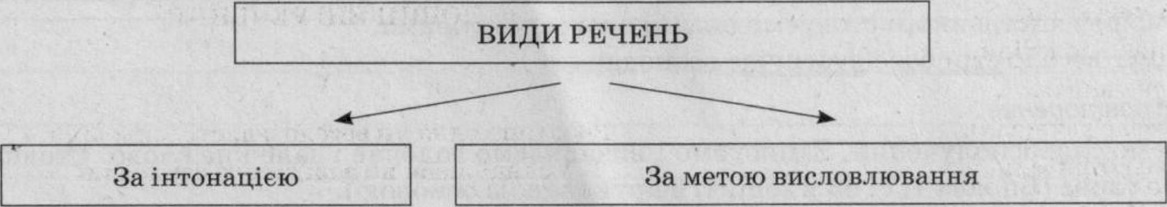 ВИДИ РЕЧЕНЬ
За інтонацією
За метою висловлювання